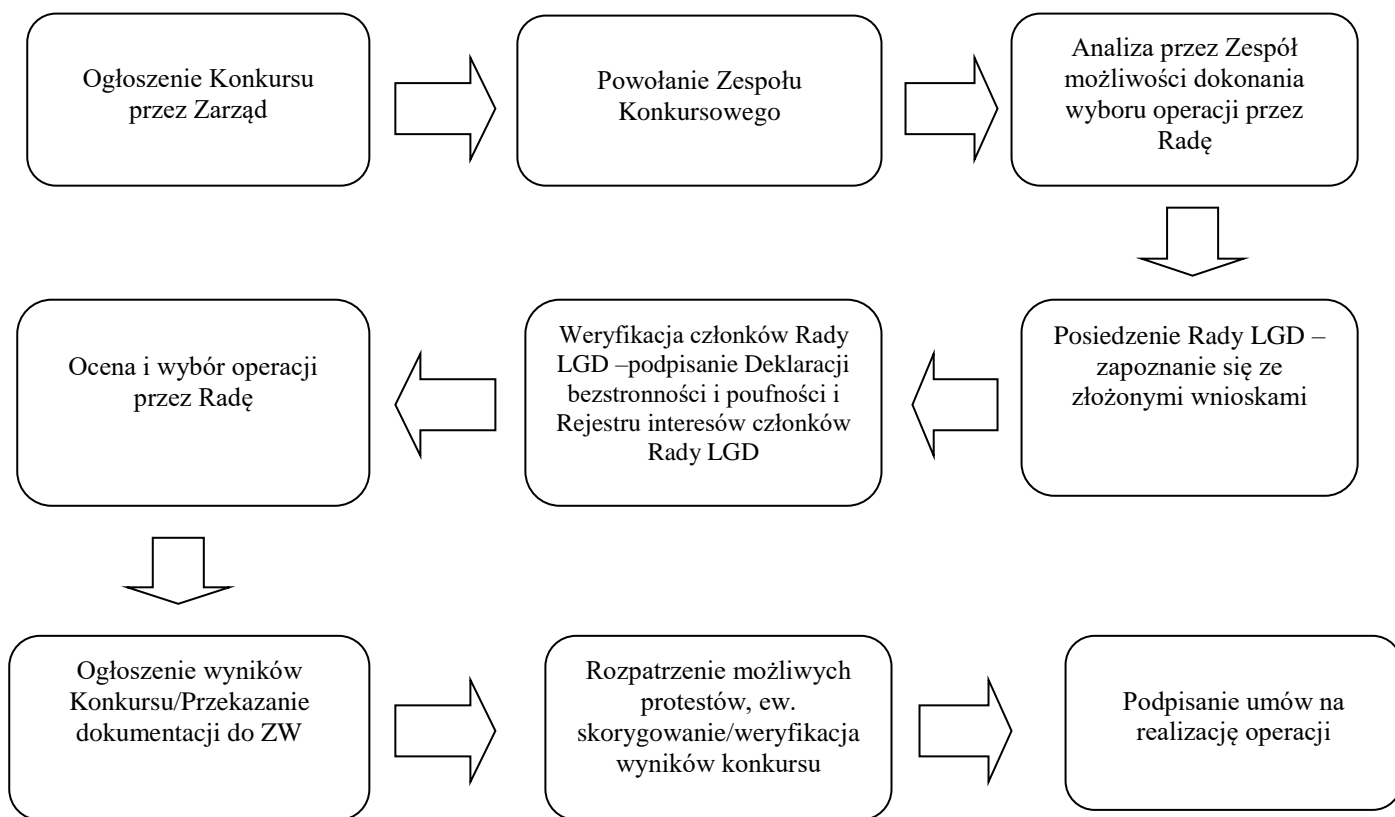 Ogłoszenie Konkursu
przez Zarząd
Powołanie Zespołu
Konkursowego
Analiza przez Zespół
możliwości dokonania
wyboru operacji przez
Radę
Posiedzenie Rady LGD –
zapoznanie się ze
złożonymi wnioskami
Weryfikacja członków Rady
LGD –podpisanie Deklaracji
bezstronności i poufności i
Rejestru interesów członków
Rady LGD
Ocena i wybór operacji
przez Radę
Ogłoszenie wyników
Konkursu/Przekazanie
dokumentacji do ZW
Rozpatrzenie możliwych
protestów, ew.
skorygowanie/weryfikacja
wyników konkursu
Podpisanie umów na
realizację operacji